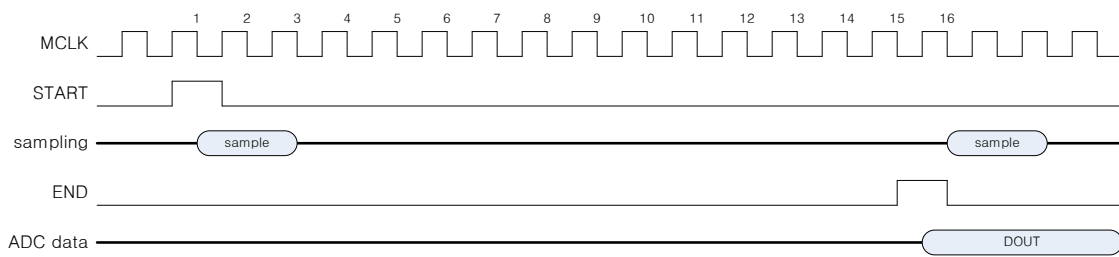 1 2 3 4 5 6 7 8 9 10 11 12 13 14 15 16
MCLK
START
sampling sample sample
END
ADC data DOUT